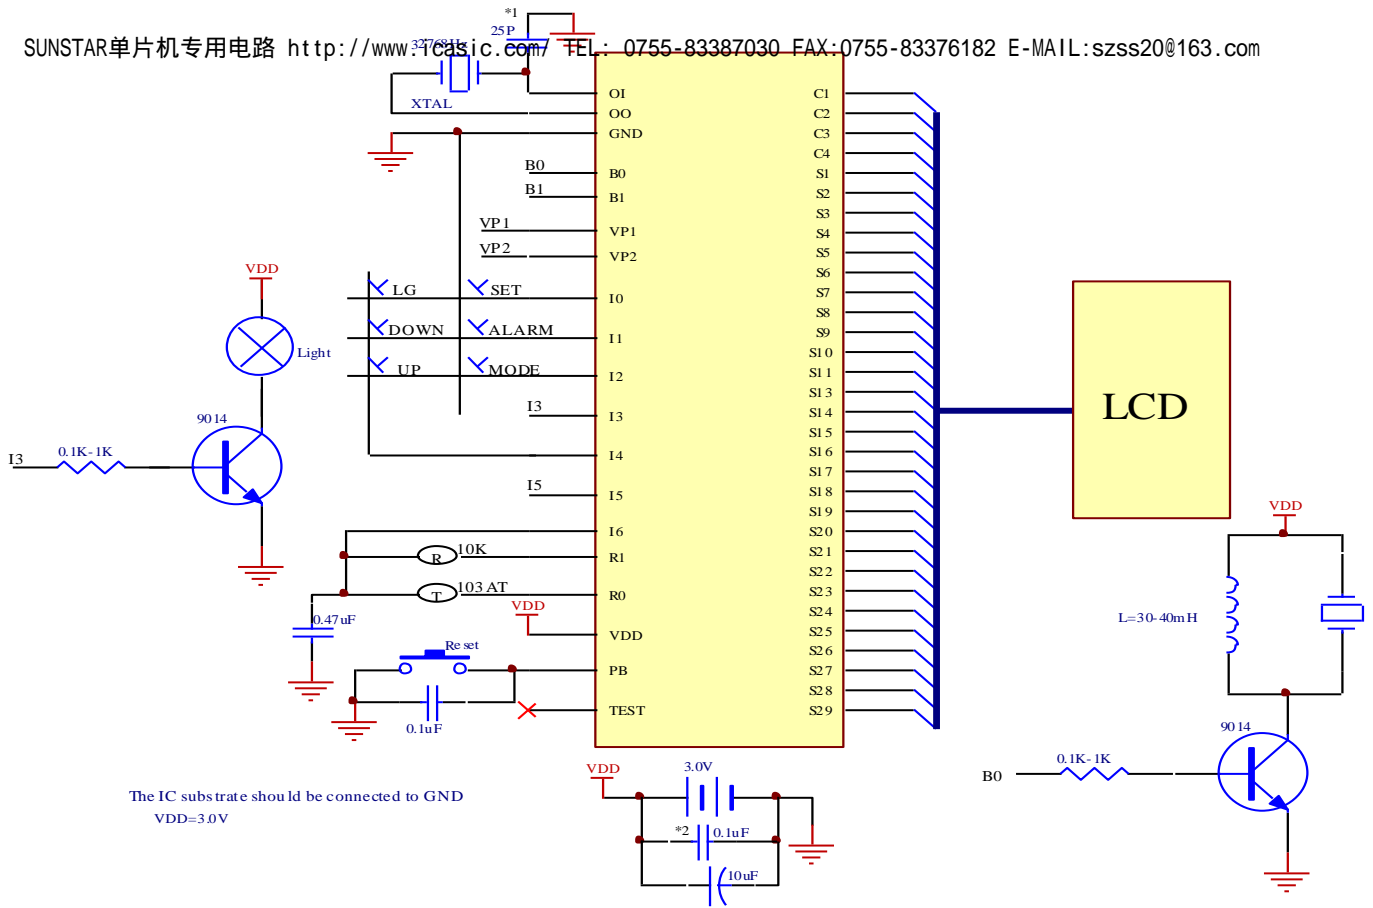 *1
25P
SUNSTAR单片机专用电路 http://www.icasic.com/ TEL: 0755-83387030 FAX:0755-83376182 E-MAIL:szss20@163.com
32768Hz
XTAL
OI
OO
GND
B0 B0
B1 B1
VP1 VP1
VP2 VP2
LG SET I0
DOWN ALARM I1
UP MODE I2
I3 I3
I4
I5 I5
I6
R 10K R1
T 103AT R0
VDD
VDD
Reset
PB
TEST
0.47uF
0.1uF
C1
C2
C3
C4
S1
S2
S3
S4
S5
S6
S7
S8
S9
S10
S11
S13
S14
S15
S16
S17
S18
S19
S20
S21
S22
S23
S24
S25
S26
S27
S28
S29
LCD
VDD
Light
9014
0.1K-1K
I3
VDD
L=30-40mH
9014
0.1K-1K
B0
VDD
3.0V
*2 0.1uF
10uF
The IC substrate should be connected to GND
VDD=3.0V